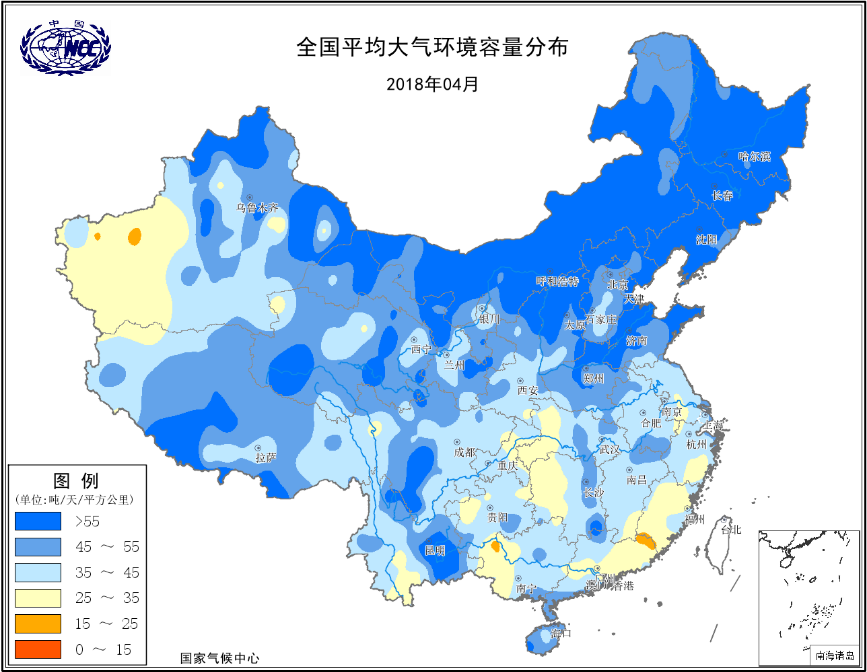 中国
NCC
全国平均大气环境容量分布
2018年04月
哈尔滨
长春
沈阳
乌鲁木齐
呼和浩特
北京
天津
石家庄
太原
济南
银川
西宁
兰州
郑州
西安
南京
合肥
上海
杭州
武汉
成都
重庆
拉萨
南昌
长沙
贵阳
福州
台北
昆明
南宁
广州
澳门
香港
海口
图 例
(单位:吨/天/平方公里)
>55
45 ~ 55
35 ~ 45
25 ~ 35
15 ~ 25
0 ~ 15
国家气候中心
南海诸岛